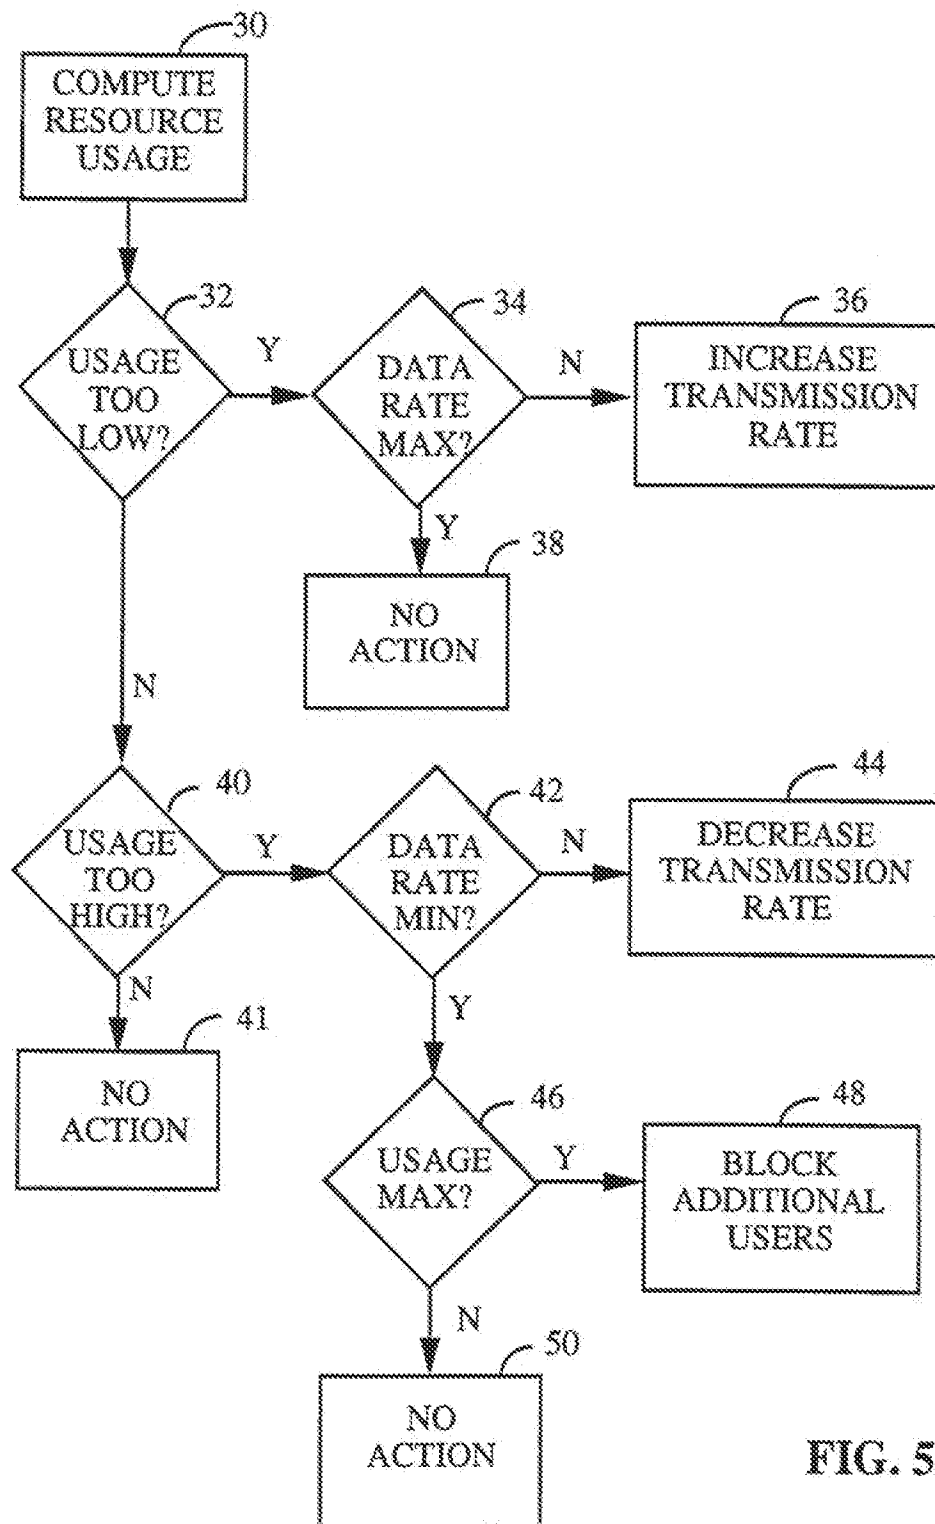 30
COMPUTE
RESOURCE
USAGE
32
USAGE
TOO
LOW?
Y
34
DATA
RATE
MAX?
N
36
INCREASE
TRANSMISSION
RATE
Y
38
NO
ACTION
N
40
USAGE
TOO
HIGH?
Y
42
DATA
RATE
MIN?
N
44
DECREASE
TRANSMISSION
RATE
N
41
NO
ACTION
Y
46
USAGE
MAX?
Y
48
BLOCK
ADDITIONAL
USERS
N
50
NO
ACTION
FIG. 5